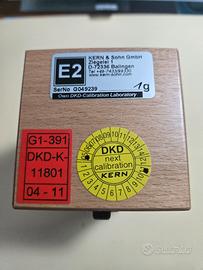 E2
KERN & Sohn GmbH
Ziegelei 1
D-72336 Balingen
Tel +49-7433/9933-0
www.kern-sohn.com
SerNo G049239
1g
Own DKD-Calibration Laboratory
G1-391
DKD-K-
11801
04 - 11
DKD
next
calibration
KERN
subito